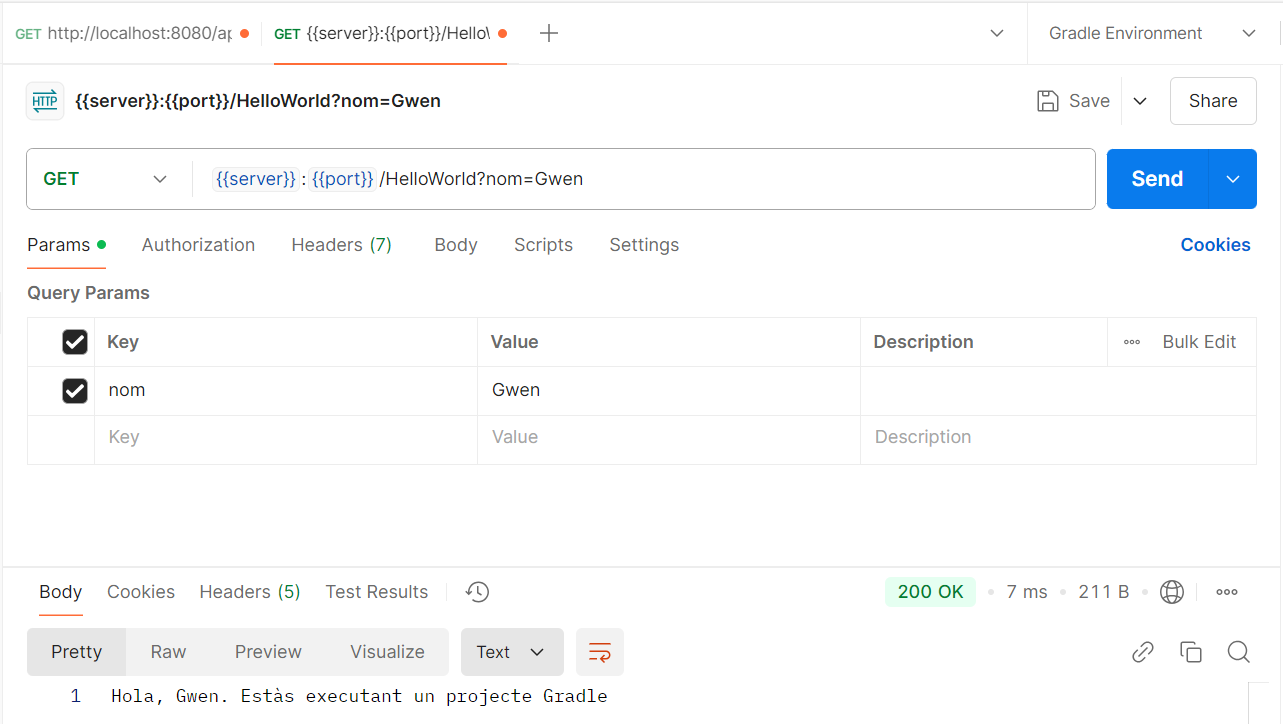 GET http://localhost:8080/ap GET {{server}}:{{port}}/Hello\ Gradle Environment
HTTP {{server}}:{{port}}/HelloWorld?nom=Gwen Save Share
GET {{server}} : {{port}} /HelloWorld?nom=Gwen Send
Params Authorization Headers (7) Body Scripts Settings Cookies
Query Params
Key Value Description Bulk Edit
nom Gwen
Key Value Description
Body Cookies Headers (5) Test Results 200 OK 7 ms 211 B
Pretty Raw Preview Visualize Text
1 Hola, Gwen. Estàs executant un projecte Gradle